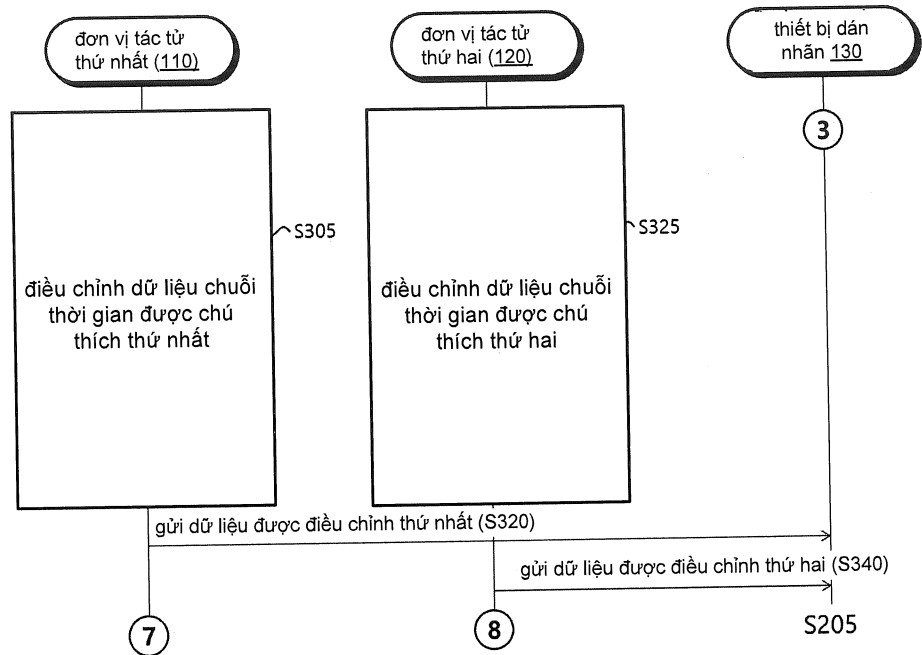 đơn vị tác tử
thứ nhất (110)
đơn vị tác tử
thứ hai (120)
thiết bị dán
nhãn 130
3
S305
S325
điều chỉnh dữ liệu chuỗi
thời gian được chú
thích thứ nhất
điều chỉnh dữ liệu chuỗi
thời gian được chú
thích thứ hai
gửi dữ liệu được điều chỉnh thứ nhất (S320)
gửi dữ liệu được điều chỉnh thứ hai (S340)
7
8
S205